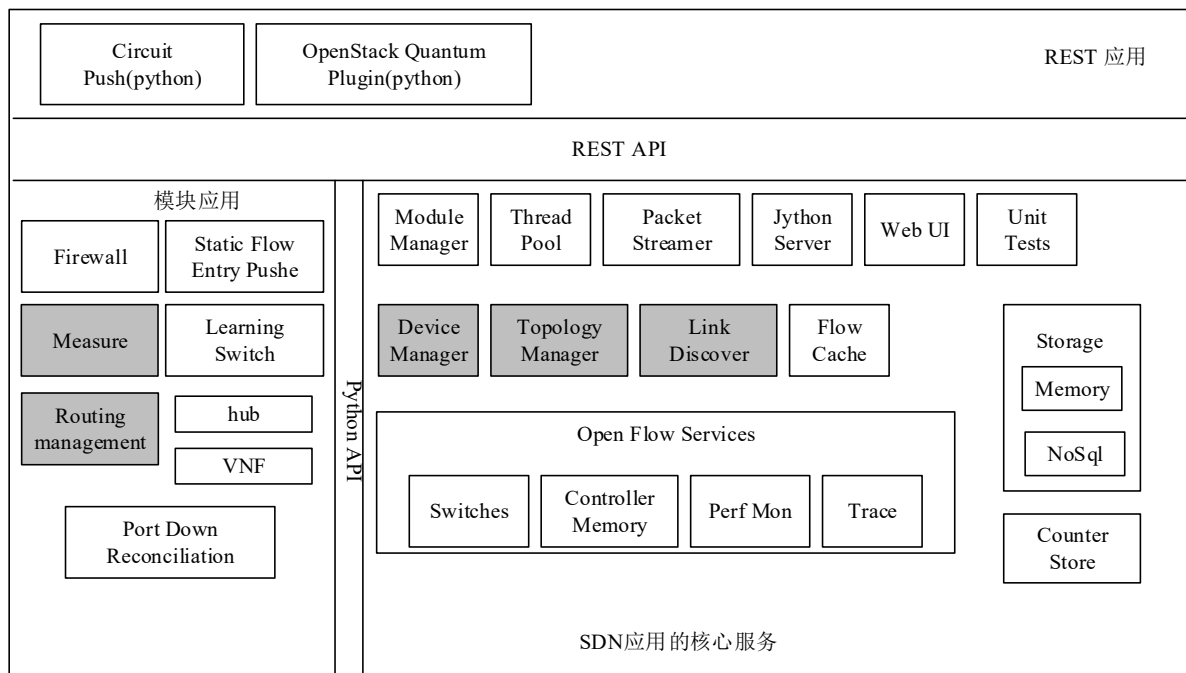 Circuit
Push(python)
OpenStack Quantum
Plugin(python)
REST 应用
REST API
模块应用
Firewall
Static Flow
Entry Pushe
Measure
Learning
Switch
Routing
management
hub
VNF
Port Down
Reconciliation
Python API
Module
Manager
Thread
Pool
Packet
Streamer
Jython
Server
Web UI
Unit
Tests
Device
Manager
Topology
Manager
Link
Discover
Flow
Cache
Storage
Memory
NoSql
Open Flow Services
Switches
Controller
Memory
Perf Mon
Trace
Counter
Store
SDN应用的核心服务